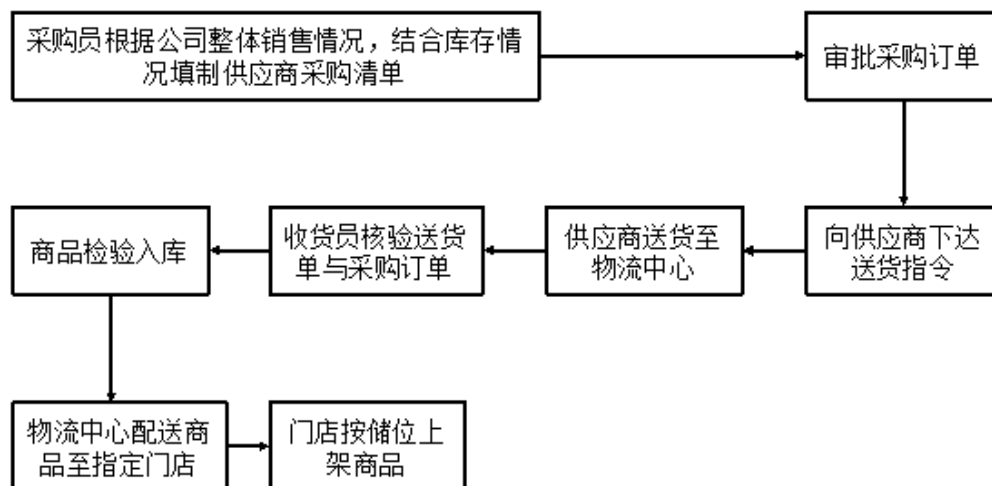 采购员根据公司整体销售情况，结合库存情
况填制供应商采购清单
审批采购订单
向供应商下达
送货指令
供应商送货至
物流中心
收货员核验送货
单与采购订单
商品检验入库
物流中心配送商
品至指定门店
门店按储位上
架商品